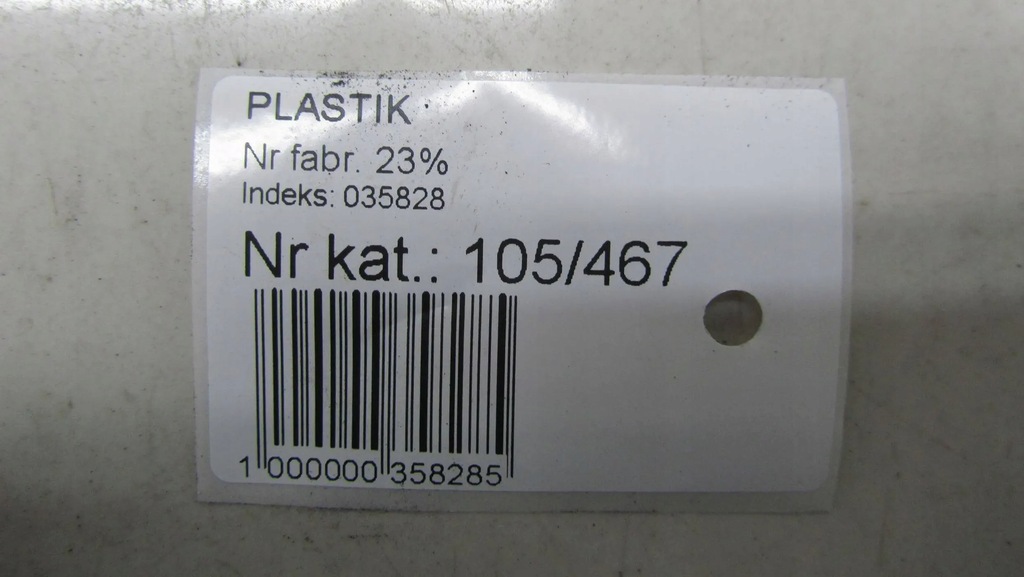 PLASTIK
Nr fabr. 23%
Indeks: 035828
Nr kat.: 105/467
1 000000 358285